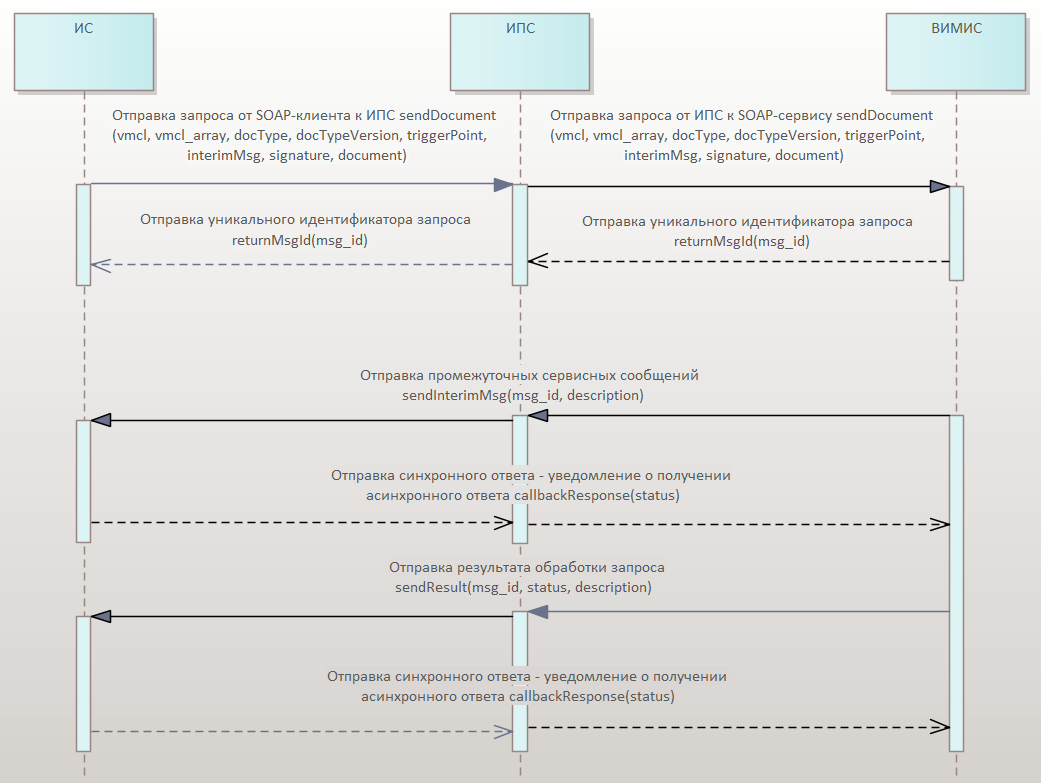 ИС
ИПС
ВИМИС
Отправка запроса от SOAP-клиента к ИПС sendDocument
(vmcl, vmcl_array, docType, docTypeVersion, triggerPoint,
interimMsg, signature, document)
Отправка запроса от ИПС к SOAP-сервису sendDocument
(vmcl, vmcl_array, docType, docTypeVersion, triggerPoint,
interimMsg, signature, document)
Отправка уникального идентификатора запроса
returnMsgId(msg_id)
Отправка уникального идентификатора запроса
returnMsgId(msg_id)
Отправка промежуточных сервисных сообщений
sendInterimMsg(msg_id, description)
Отправка синхронного ответа - уведомление о получении
асинхронного ответа callbackResponse(status)
Отправка результата обработки запроса
sendResult(msg_id, status, description)
Отправка синхронного ответа - уведомление о получении
асинхронного ответа callbackResponse(status)